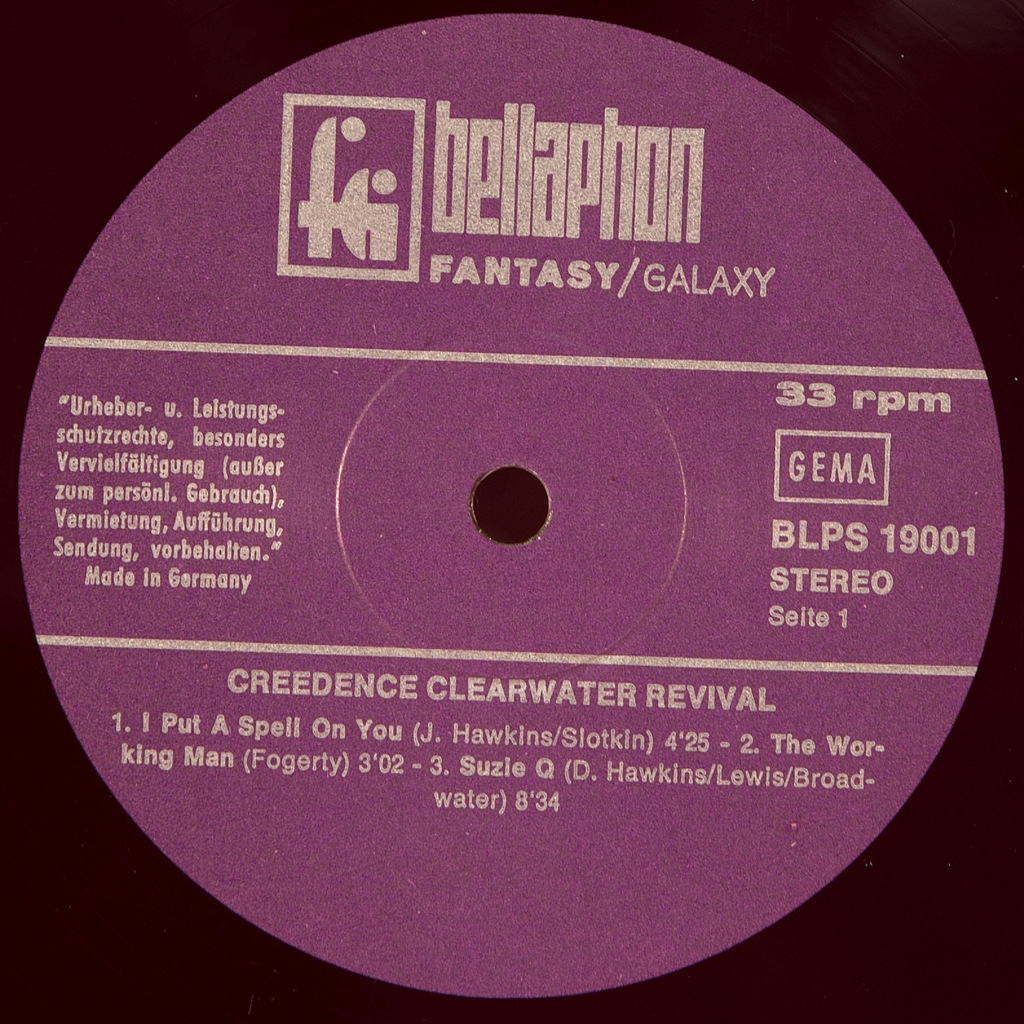 bellaphon
FANTASY/GALAXY
33 rpm
GEMA
BLPS 19001
STEREO
Seite 1
"Urheber- u. Leistungs-
schutzrechte, besonders
Vervielfältigung (außer
zum persönl. Gebrauch),
Vermietung, Aufführung,
Sendung, vorbehalten."
Made in Germany
CREEDENCE CLEARWATER REVIVAL
1. I Put A Spell On You (J. Hawkins/Slotkin) 4'25 - 2. The Wor-
king Man (Fogerty) 3'02 - 3. Suzie Q (D. Hawkins/Lewis/Broad-
water) 8'34